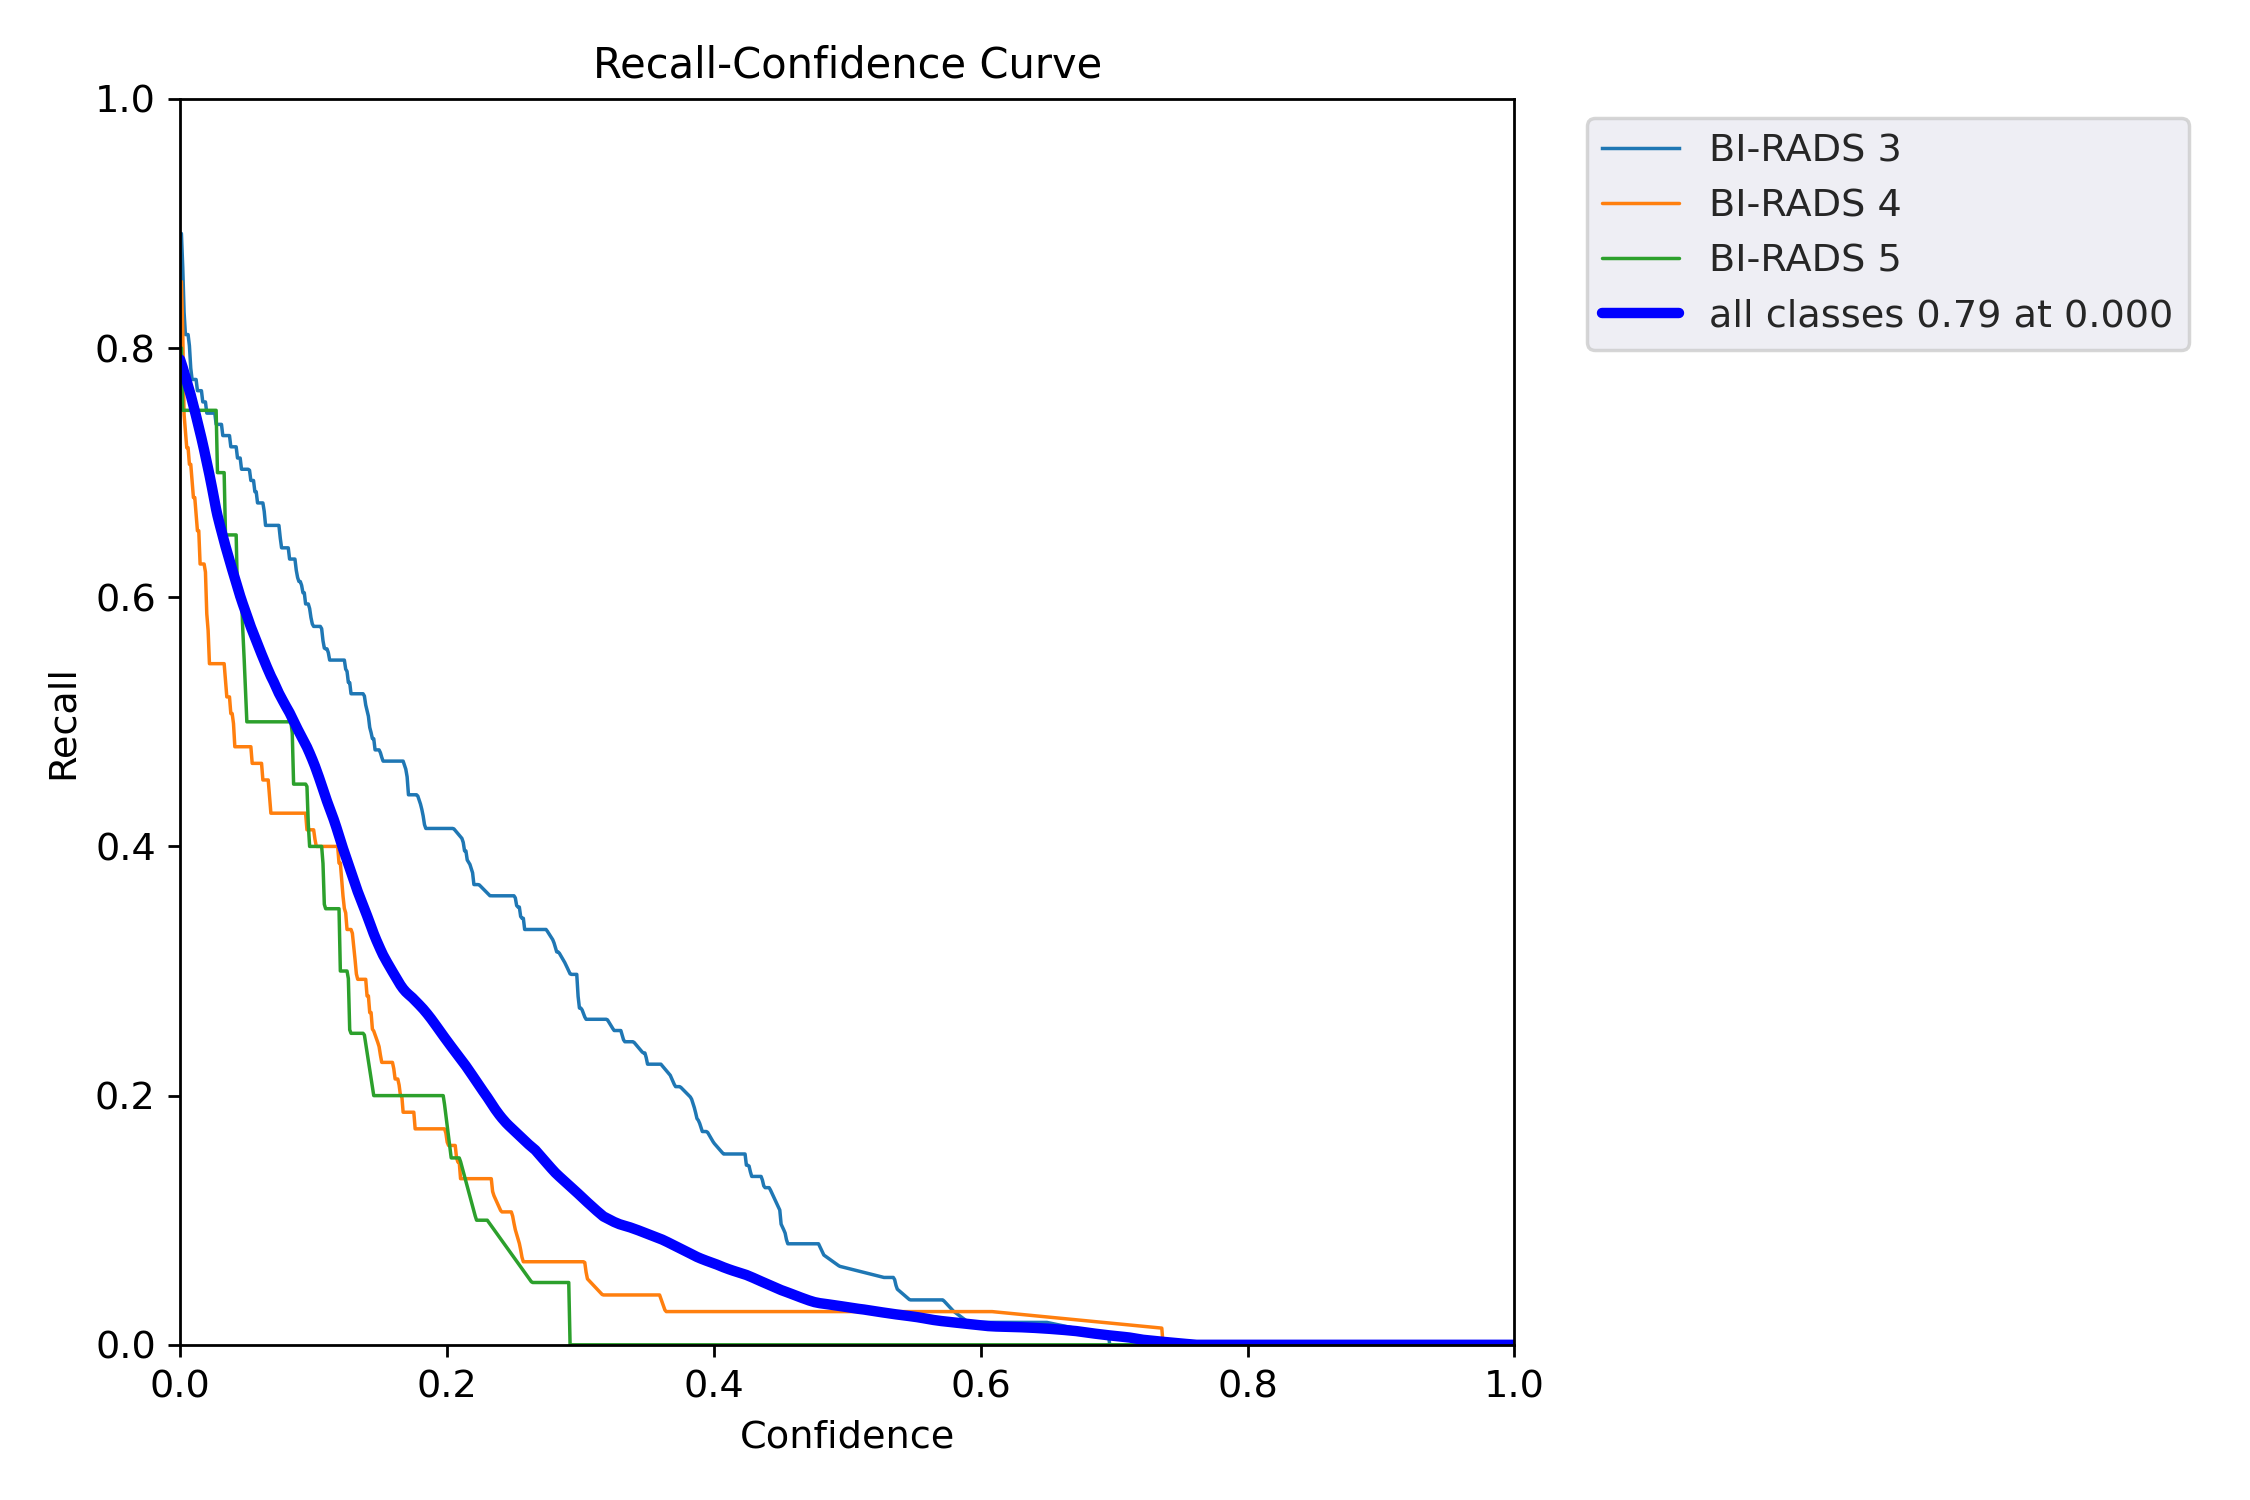 Recall-Confidence Curve
1.0
0.8
0.6
0.4
0.2
0.0
Recall
0.0 0.2 0.4 0.6 0.8 1.0
Confidence
BI-RADS 3
BI-RADS 4
BI-RADS 5
all classes 0.79 at 0.000